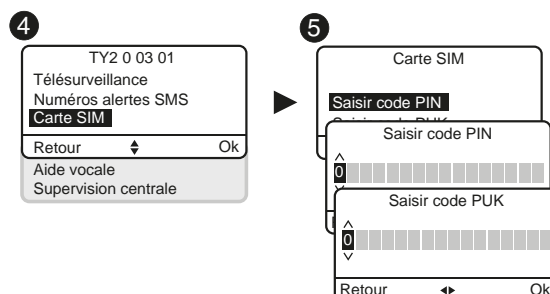 4
TY2 0 03 01
Télésurveillance
Numéros alertes SMS
Carte SIM
Retour Ok
Aide vocale
Supervision centrale
5
Carte SIM
Saisir code PIN
Saisir code PIN
0
Saisir code PUK
0
Retour Ok